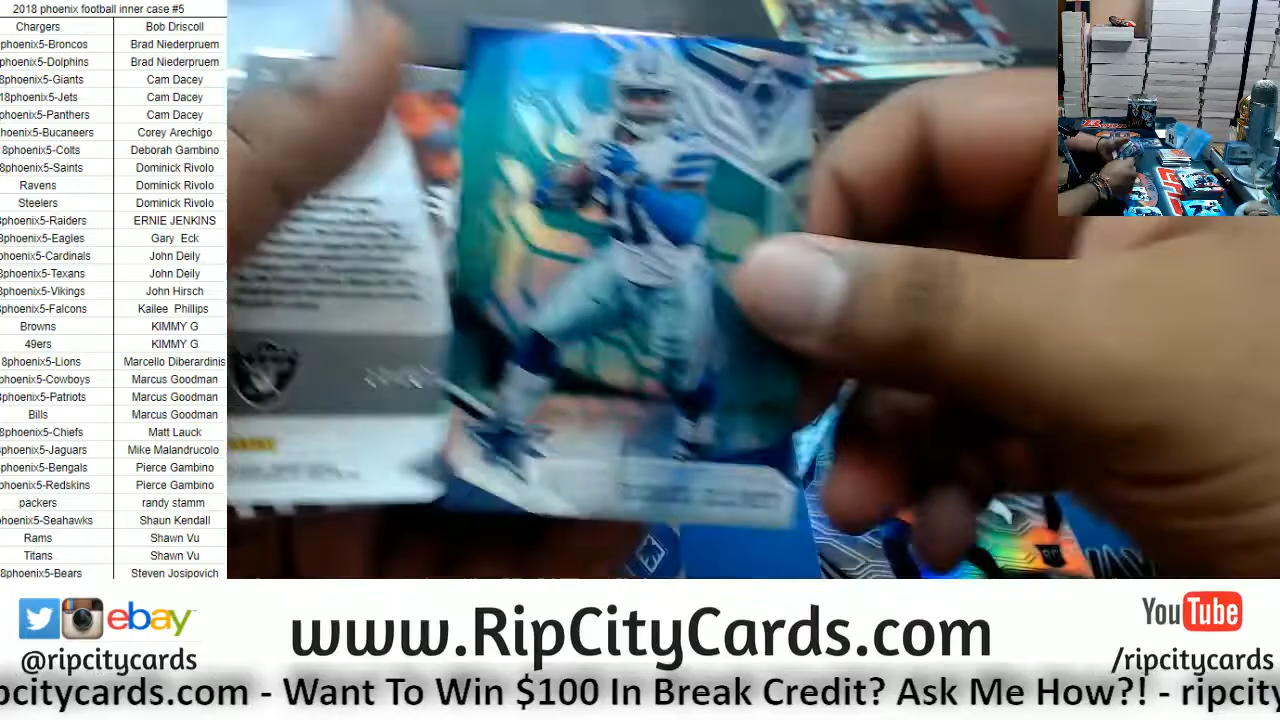 2018 phoenix football inner case #5
Chargers Bob Driscoll
phoenix5-Broncos Brad Niederpruem
phoenix5-Dolphins Brad Niederpruem
8phoenix5-Giants Cam Dacey
18phoenix5-Jets Cam Dacey
phoenix5-Panthers Cam Dacey
hoenix5-Bucaneers Corey Arechigo
8phoenix5-Colts Deborah Gambino
8phoenix5-Saints Dominick Rivolo
Ravens Dominick Rivolo
Steelers Dominick Rivolo
8phoenix5-Raiders ERNIE JENKINS
8phoenix5-Eagles Gary Eck
phoenix5-Cardinals John Deily
8phoenix5-Texans John Deily
8phoenix5-Vikings John Hirsch
8phoenix5-Falcons Kailee Phillips
Browns KIMMY G
49ers KIMMY G
8phoenix5-Lions Marcello Diberardinis
phoenix5-Cowboys Marcus Goodman
8phoenix5-Patriots Marcus Goodman
Bills Marcus Goodman
8phoenix5-Chiefs Matt Lauck
phoenix5-Jaguars Mike Malandrucolo
phoenix5-Bengals Pierce Gambino
phoenix5-Redskins Pierce Gambino
packers randy stamm
hoenix5-Seahawks Shaun Kendall
Rams Shawn Vu
Titans Shawn Vu
8phoenix5-Bears Steven Josipovich
ebay
@ripcitycards
www.RipCityCards.com
YouTube
/ripcitycards
pcitycards.com - Want To Win $100 In Break Credit? Ask Me How?! - ripcity